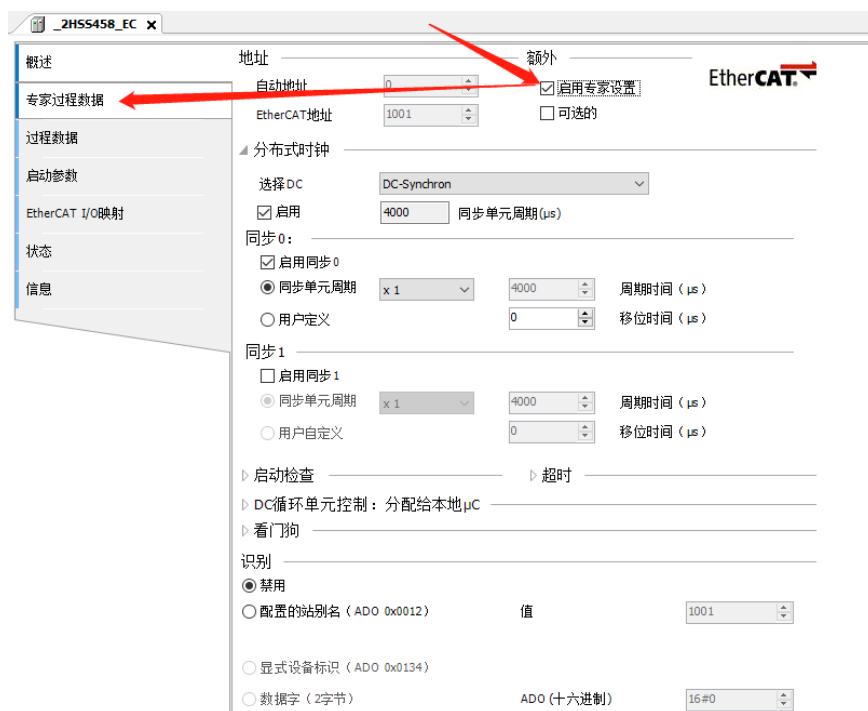 _2HSS458_EC
概述
专家过程数据
过程数据
启动参数
EtherCAT I/O映射
状态
信息
地址
额外
自动地址
0
启用专家设置
EtherCAT
EtherCAT地址
1001
可选的
分布式时钟
选择DC
DC-Synchron
启用
4000
同步单元周期(μs)
同步0:
启用同步0
同步单元周期
x 1
4000
周期时间(μs)
用户定义
0
移位时间(μs)
同步1
启用同步1
同步单元周期
x 1
4000
周期时间(μs)
用户自定义
0
移位时间(μs)
启动检查
超时
DC循环单元控制:分配给本地μC
看门狗
识别
禁用
配置的站别名(ADO 0x0012)
值
1001
显式设备标识(ADO 0x0134)
数据字(2字节)
ADO (十六进制)
16#0